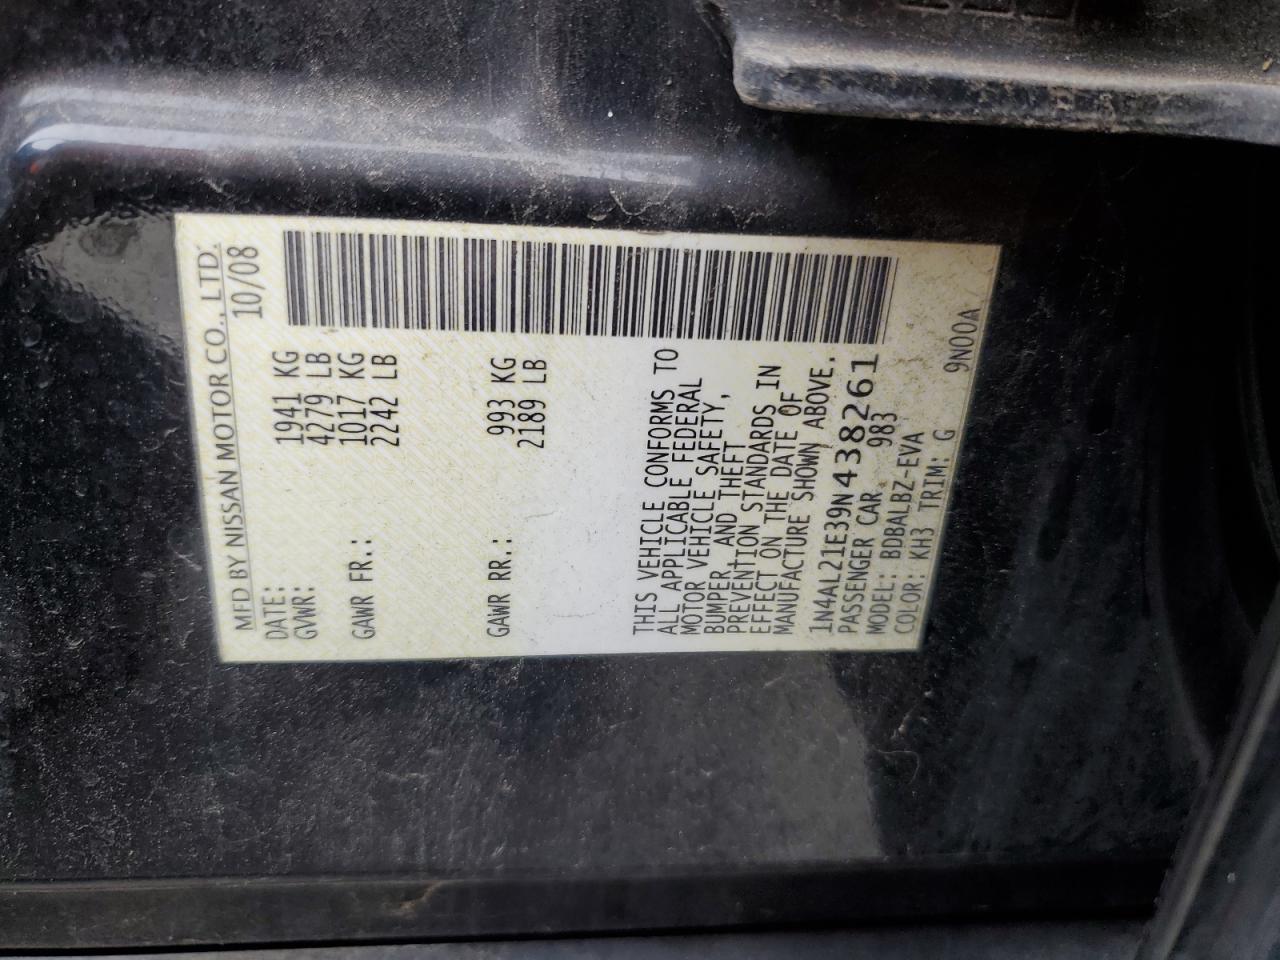 MFD BY NISSAN MOTOR CO., LTD.
DATE: 10/08
GVWR: 1941 KG
4279 LB
GAWR FR.: 1017 KG
2242 LB
GAWR RR.: 993 KG
2189 LB
THIS VEHICLE CONFORMS TO
ALL APPLICABLE FEDERAL
MOTOR VEHICLE SAFETY,
BUMPER, AND THEFT
PREVENTION STANDARDS IN
EFFECT ON THE DATE OF
MANUFACTURE SHOWN ABOVE.
1N4AL21E39N438261
PASSENGER CAR 983
MODEL: BDBALBZ-EVA
COLOR: KH3 TRIM: G 9N00A